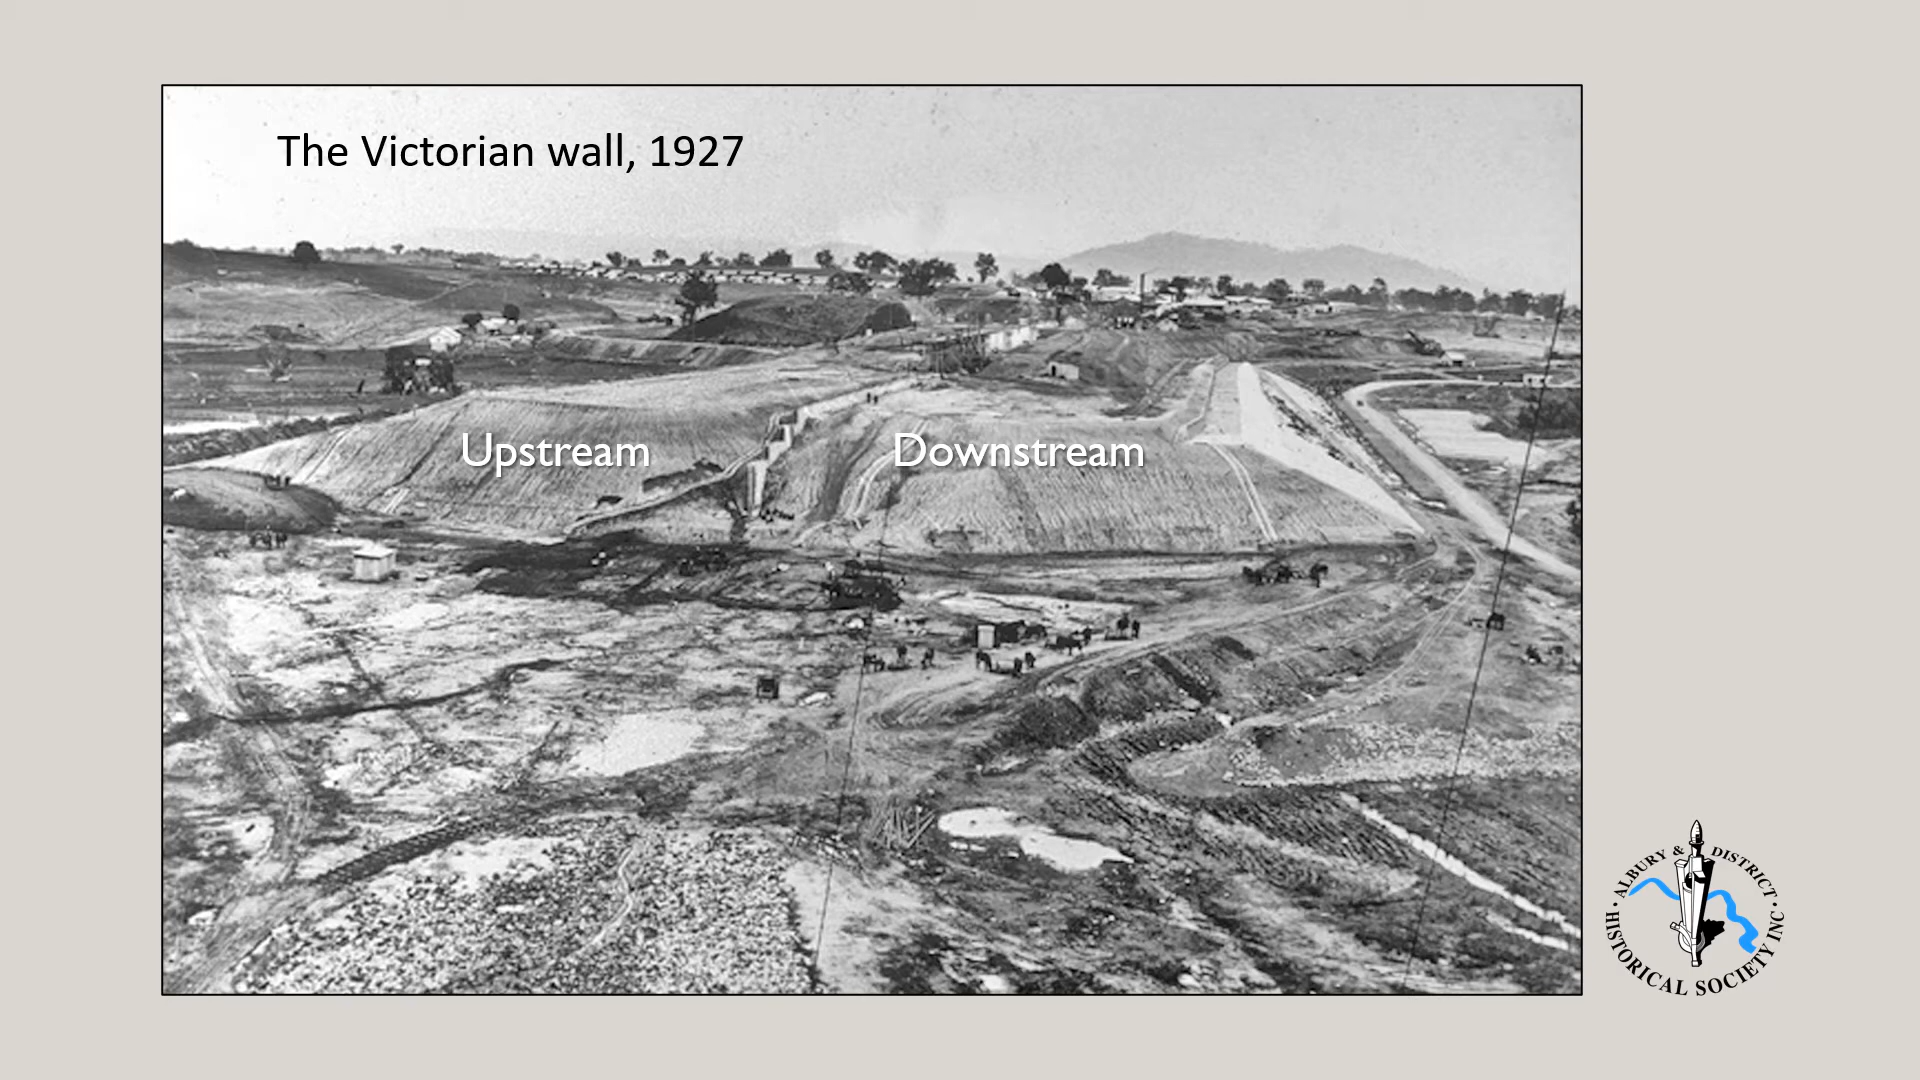 The Victorian wall, 1927
Upstream
Downstream
ALBURY & DISTRICT
HISTORICAL SOCIETY INC